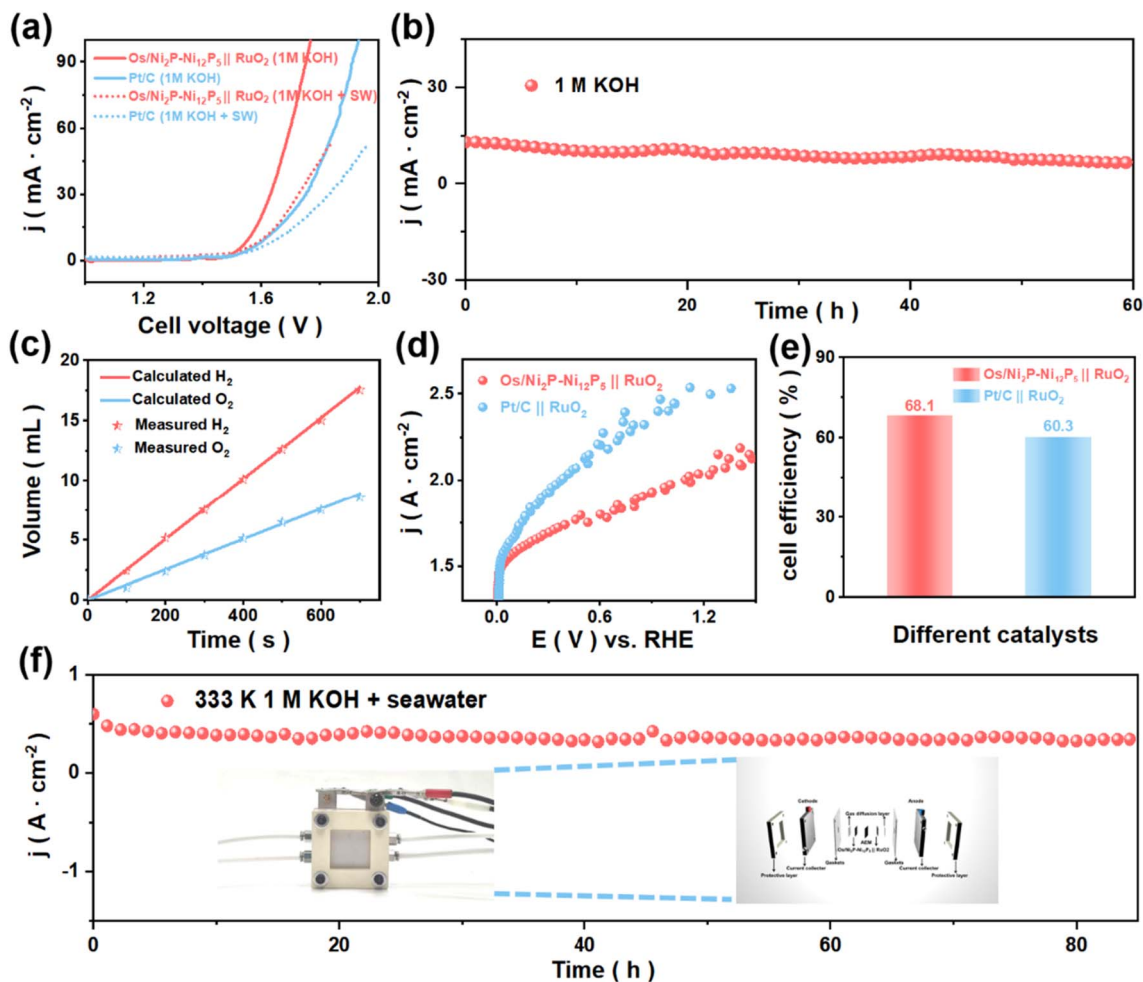 (a)
Os/Ni₂P-Ni₁₂P₅ || RuO₂ (1M KOH)
Pt/C (1M KOH)
Os/Ni₂P-Ni₁₂P₅ || RuO₂ (1M KOH + SW)
Pt/C (1M KOH + SW)
90
60
30
0
j ( mA · cm⁻²)
1.2
1.6
2.0
Cell voltage ( V )
(b)
1 M KOH
30
0
-30
j ( mA · cm⁻²)
0
20
40
60
Time ( h )
(c)
Calculated H₂
Calculated O₂
Measured H₂
Measured O₂
20
15
10
5
0
Volume ( mL )
0
200
400
600
Time ( s )
(d)
Os/Ni₂P-Ni₁₂P₅ || RuO₂
Pt/C || RuO₂
2.5
2.0
1.5
j ( A · cm⁻²)
0.0
0.6
1.2
E ( V ) vs. RHE
(e)
Os/Ni₂P-Ni₁₂P₅ || RuO₂
Pt/C || RuO₂
68.1
60.3
90
60
30
0
cell efficiency ( % )
Different catalysts
(f)
333 K 1 M KOH + seawater
1
0
-1
j ( A · cm⁻²)
Cathode
Anode
Gas diffusion layer
AEM
Os/Ni₂P-Ni₁₂P₅ || RuO2
Gaskets
Gaskets
Current collector
Current collector
Protective layer
Protective layer
0
20
40
60
80
Time ( h )